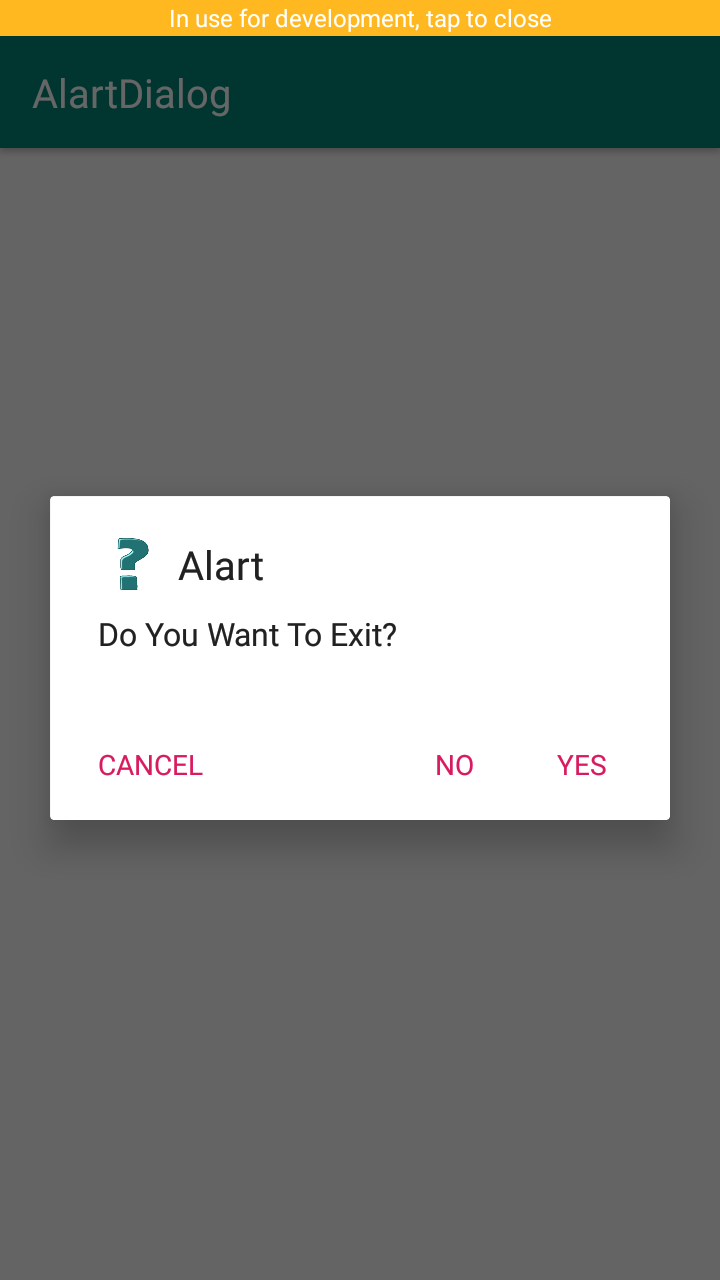 In use for development, tap to close
AlartDialog
Alart
Do You Want To Exit?
CANCEL NO YES